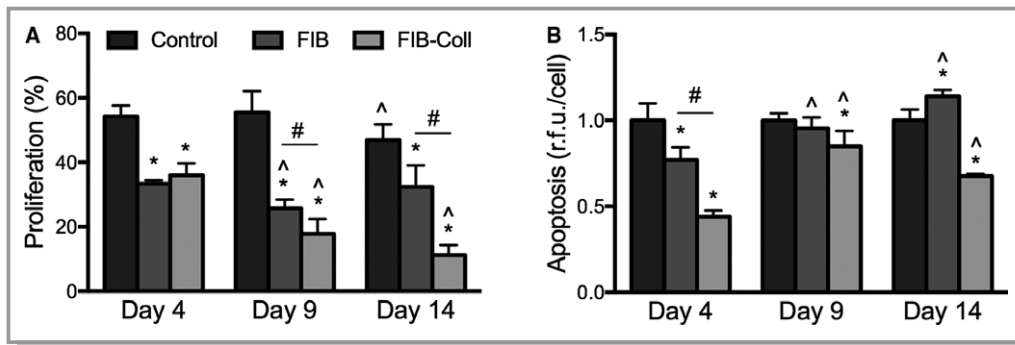 A
Control FIB FIB-Coll
Proliferation (%)
80
60
40
20
0
* *
# ^ * ^ *
^ # * ^ *
Day 4 Day 9 Day 14
B
Apoptosis (r.f.u./cell)
1.5
1.0
0.5
0.0
# * *
^ ^ *
^ * ^ *
Day 4 Day 9 Day 14